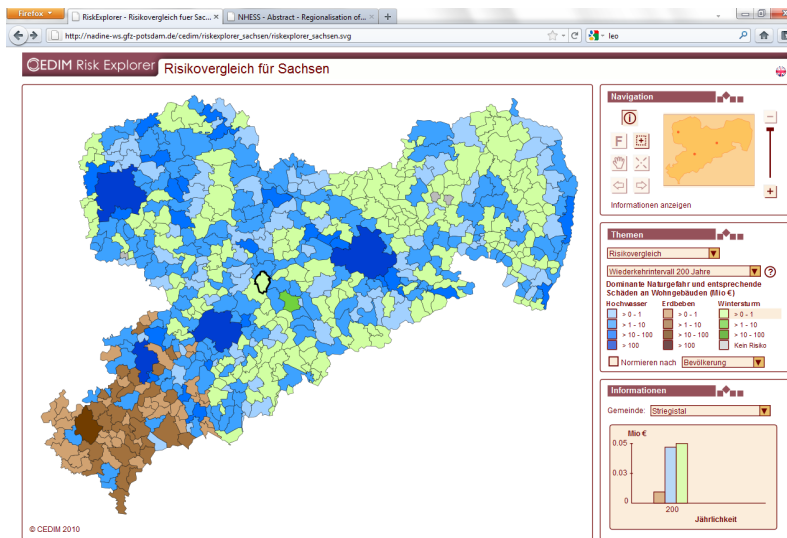 Firefox
RiskExplorer - Risikovergleich fuer Sac... ×
NHESS - Abstract - Regionalisation of... ×
+
http://nadine-ws.gfz-potsdam.de/cedim/riskexplorer_sachsen/riskexplorer_sachsen.svg
leo
CEDIM Risk Explorer
Risikovergleich für Sachsen
Navigation
F
Informationen anzeigen
Themen
Risikovergleich
Wiederkehrintervall 200 Jahre
Dominante Naturgefahr und entsprechende
Schäden an Wohngebäuden (Mio €)
Hochwasser Erdbeben Wintersturm
> 0 - 1 > 0 - 1 > 0 - 1
> 1 - 10 > 1 - 10 > 1 - 10
> 10 - 100 > 10 - 100 > 10 - 100
> 100 > 100 Kein Risiko
Normieren nach Bevölkerung
Informationen
Gemeinde: Striegistal
Mio €
0.05
0.03
0
200
Jährlichkeit
© CEDIM 2010